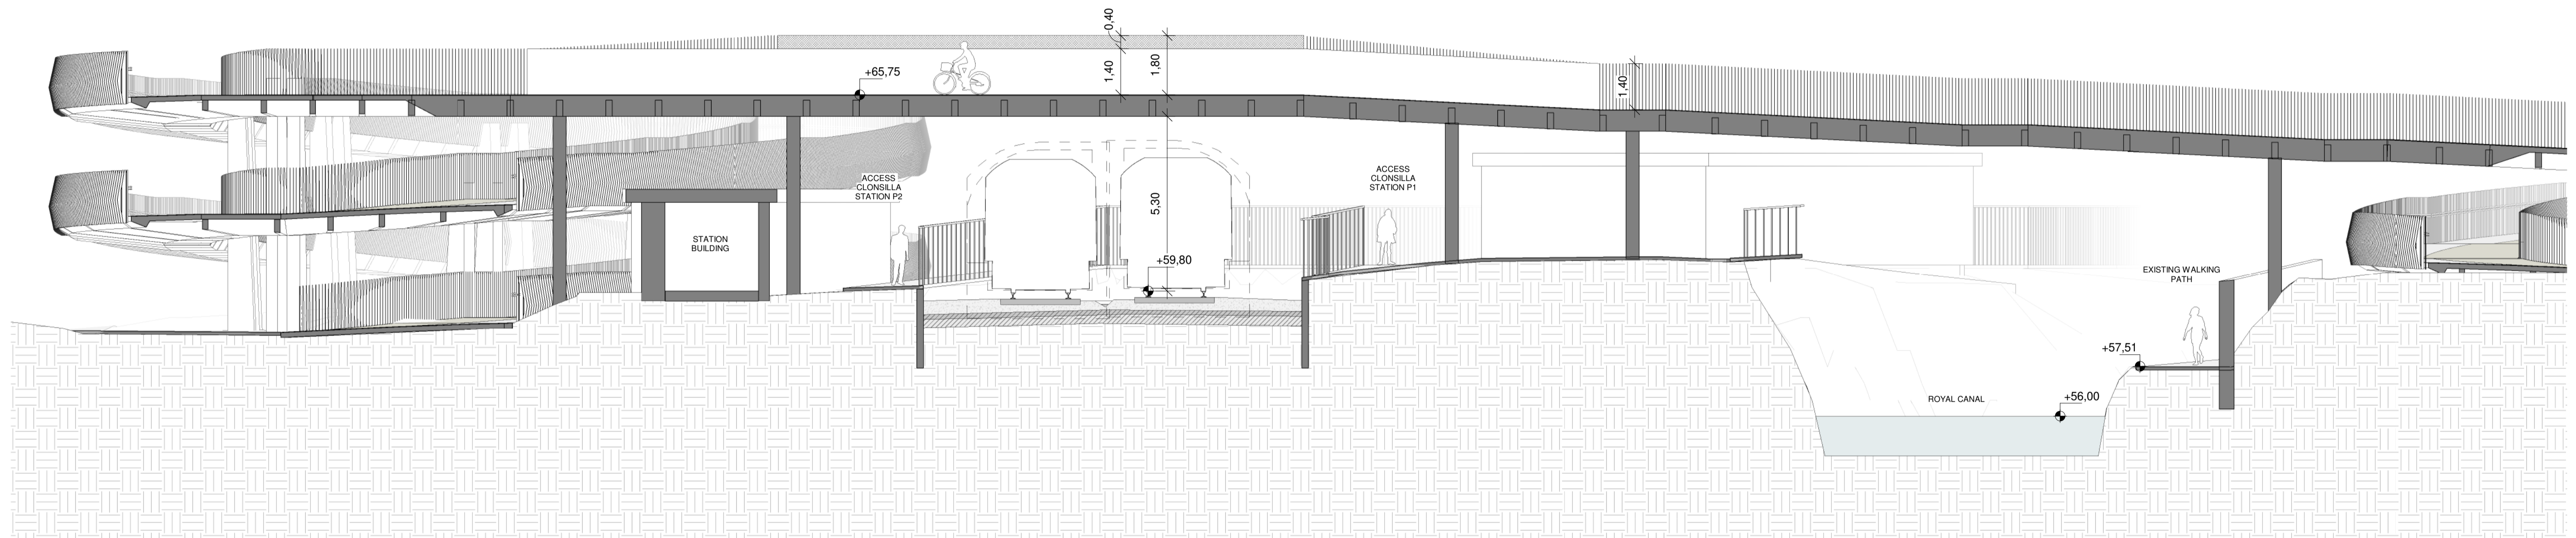 0,40
1,40
1,80
+65,75
1,40
ACCESS
CLONSILLA
STATION P2
ACCESS
CLONSILLA
STATION P1
5,30
STATION
BUILDING
+59,80
EXISTING WALKING
PATH
+57,51
ROYAL CANAL
+56,00